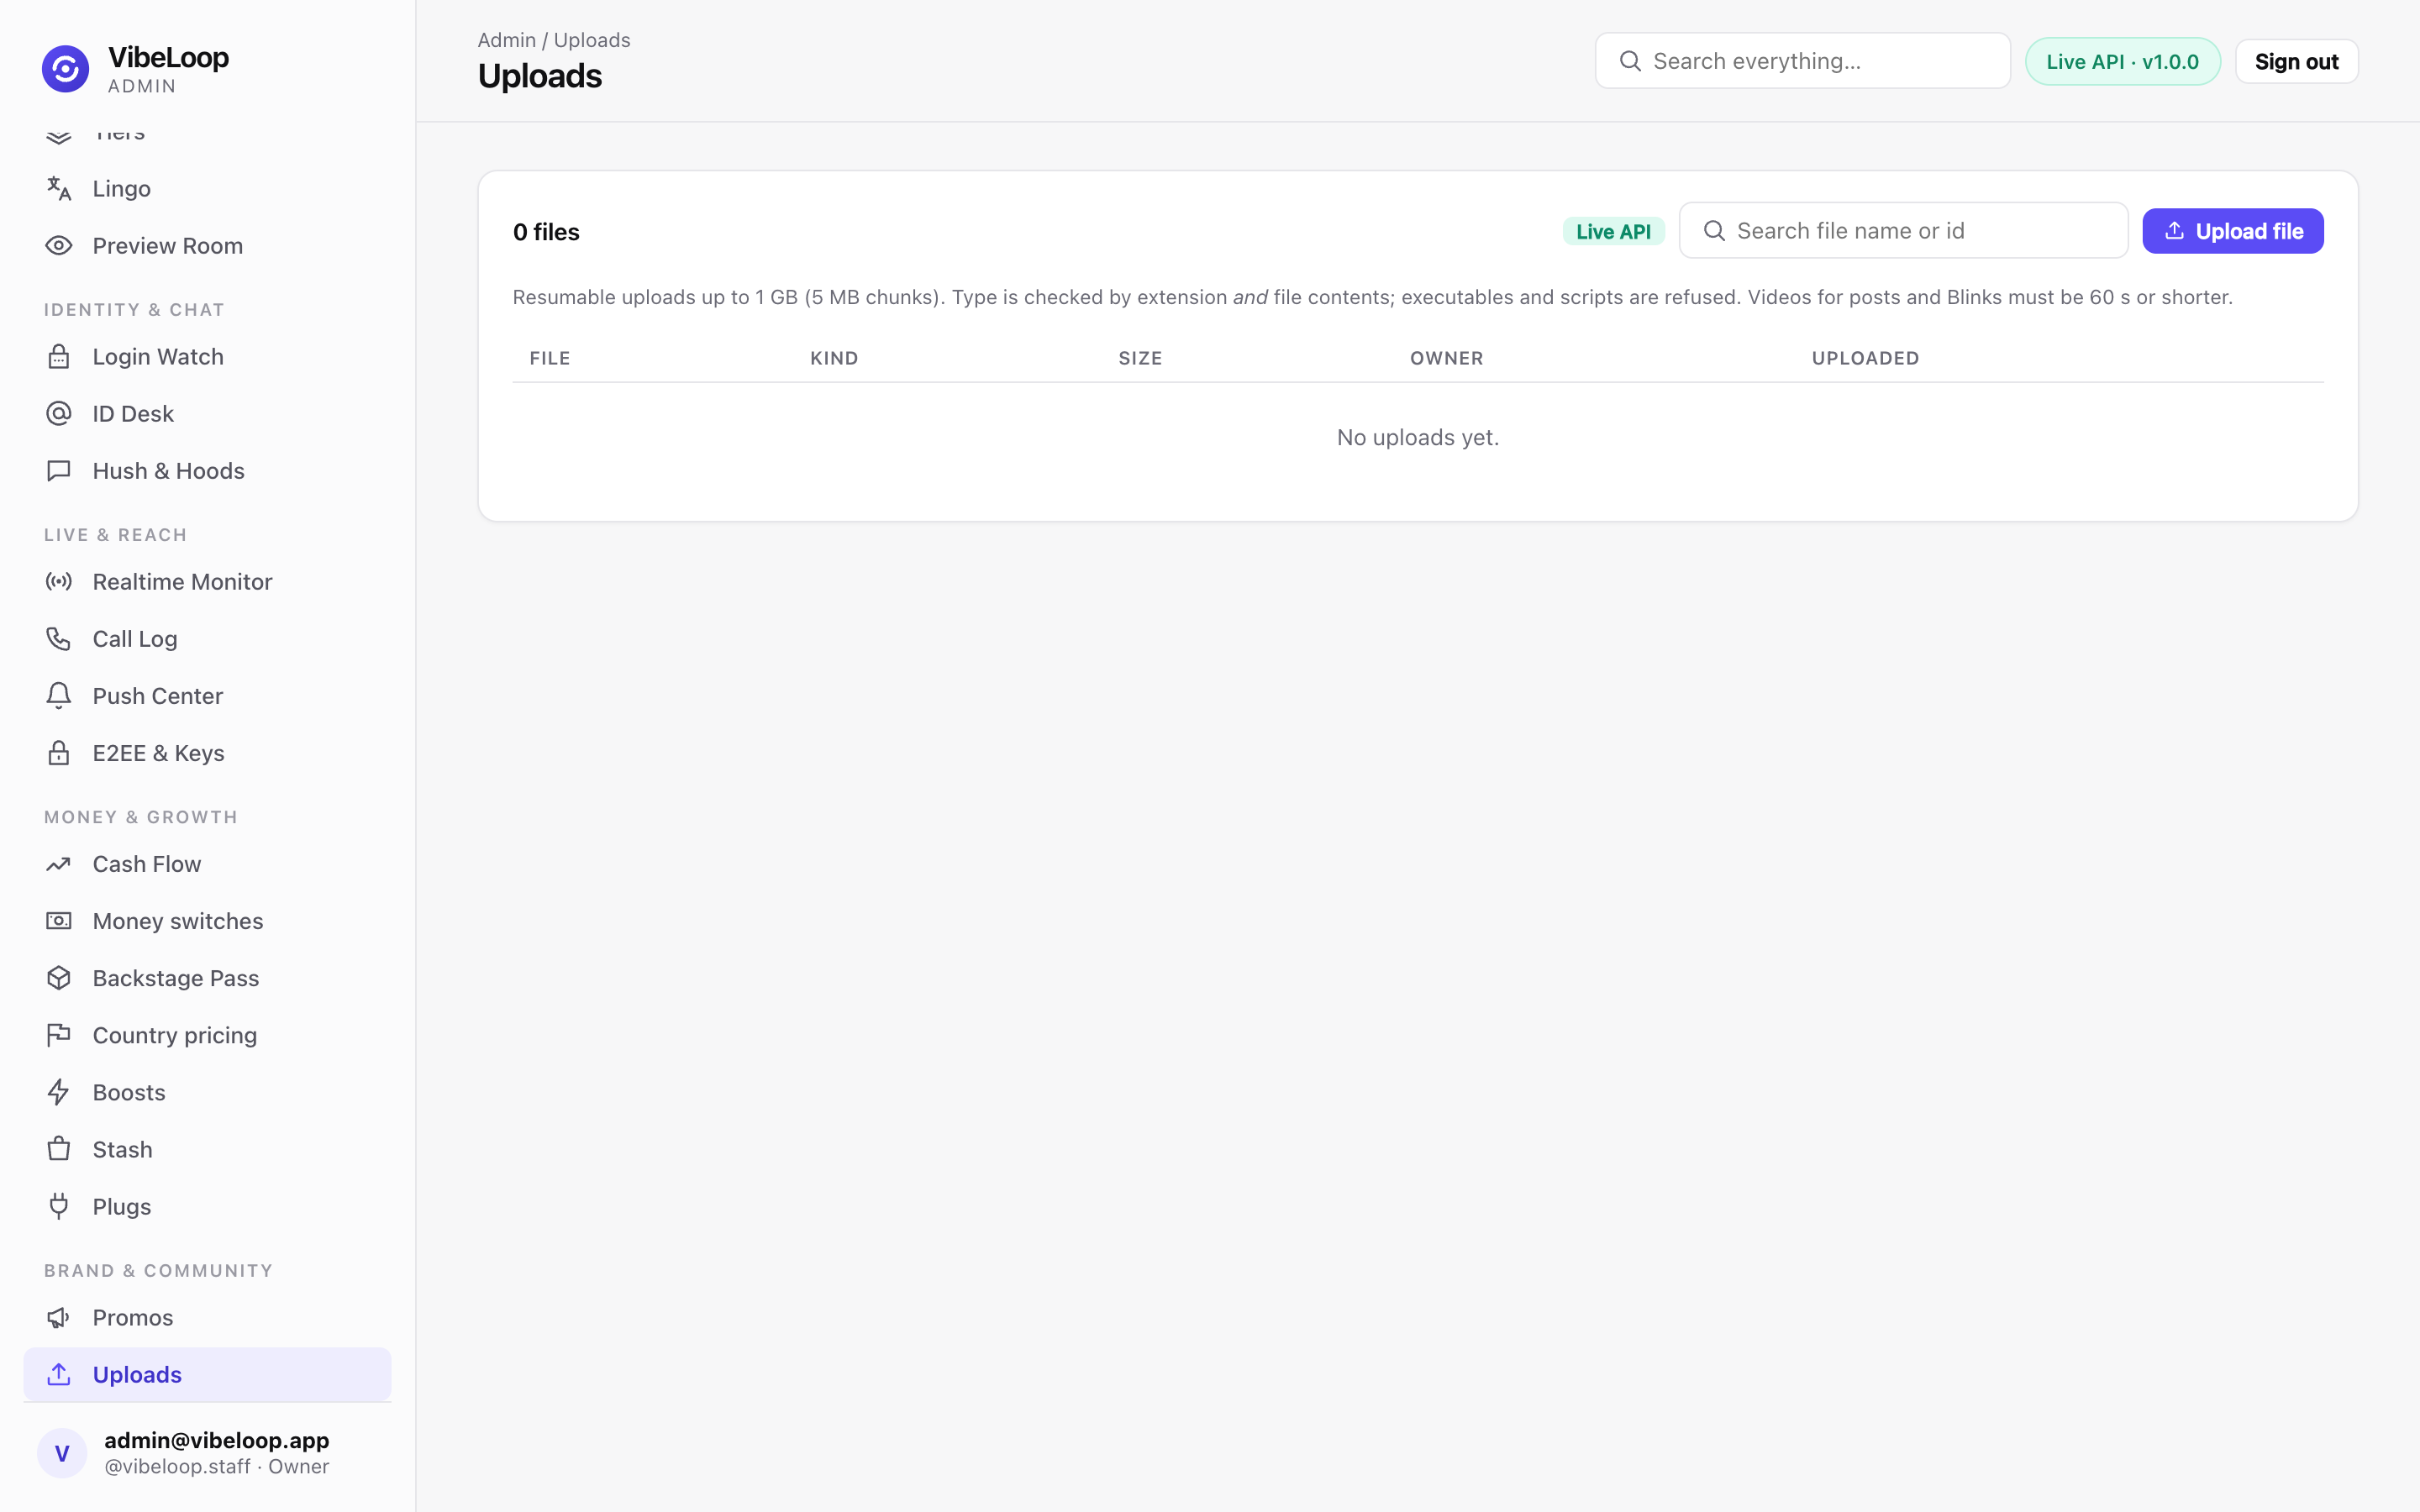 VibeLoop
ADMIN
Tiers
Lingo
Preview Room
IDENTITY & CHAT
Login Watch
ID Desk
Hush & Hoods
LIVE & REACH
Realtime Monitor
Call Log
Push Center
E2EE & Keys
MONEY & GROWTH
Cash Flow
Money switches
Backstage Pass
Country pricing
Boosts
Stash
Plugs
BRAND & COMMUNITY
Promos
Uploads
V
admin@vibeloop.app
@vibeloop.staff · Owner
Admin / Uploads
Uploads
Search everything...
Live API · v1.0.0
Sign out
0 files
Live API
Search file name or id
Upload file
Resumable uploads up to 1 GB (5 MB chunks). Type is checked by extension and file contents; executables and scripts are refused. Videos for posts and Blinks must be 60 s or shorter.
FILE KIND SIZE OWNER UPLOADED
No uploads yet.